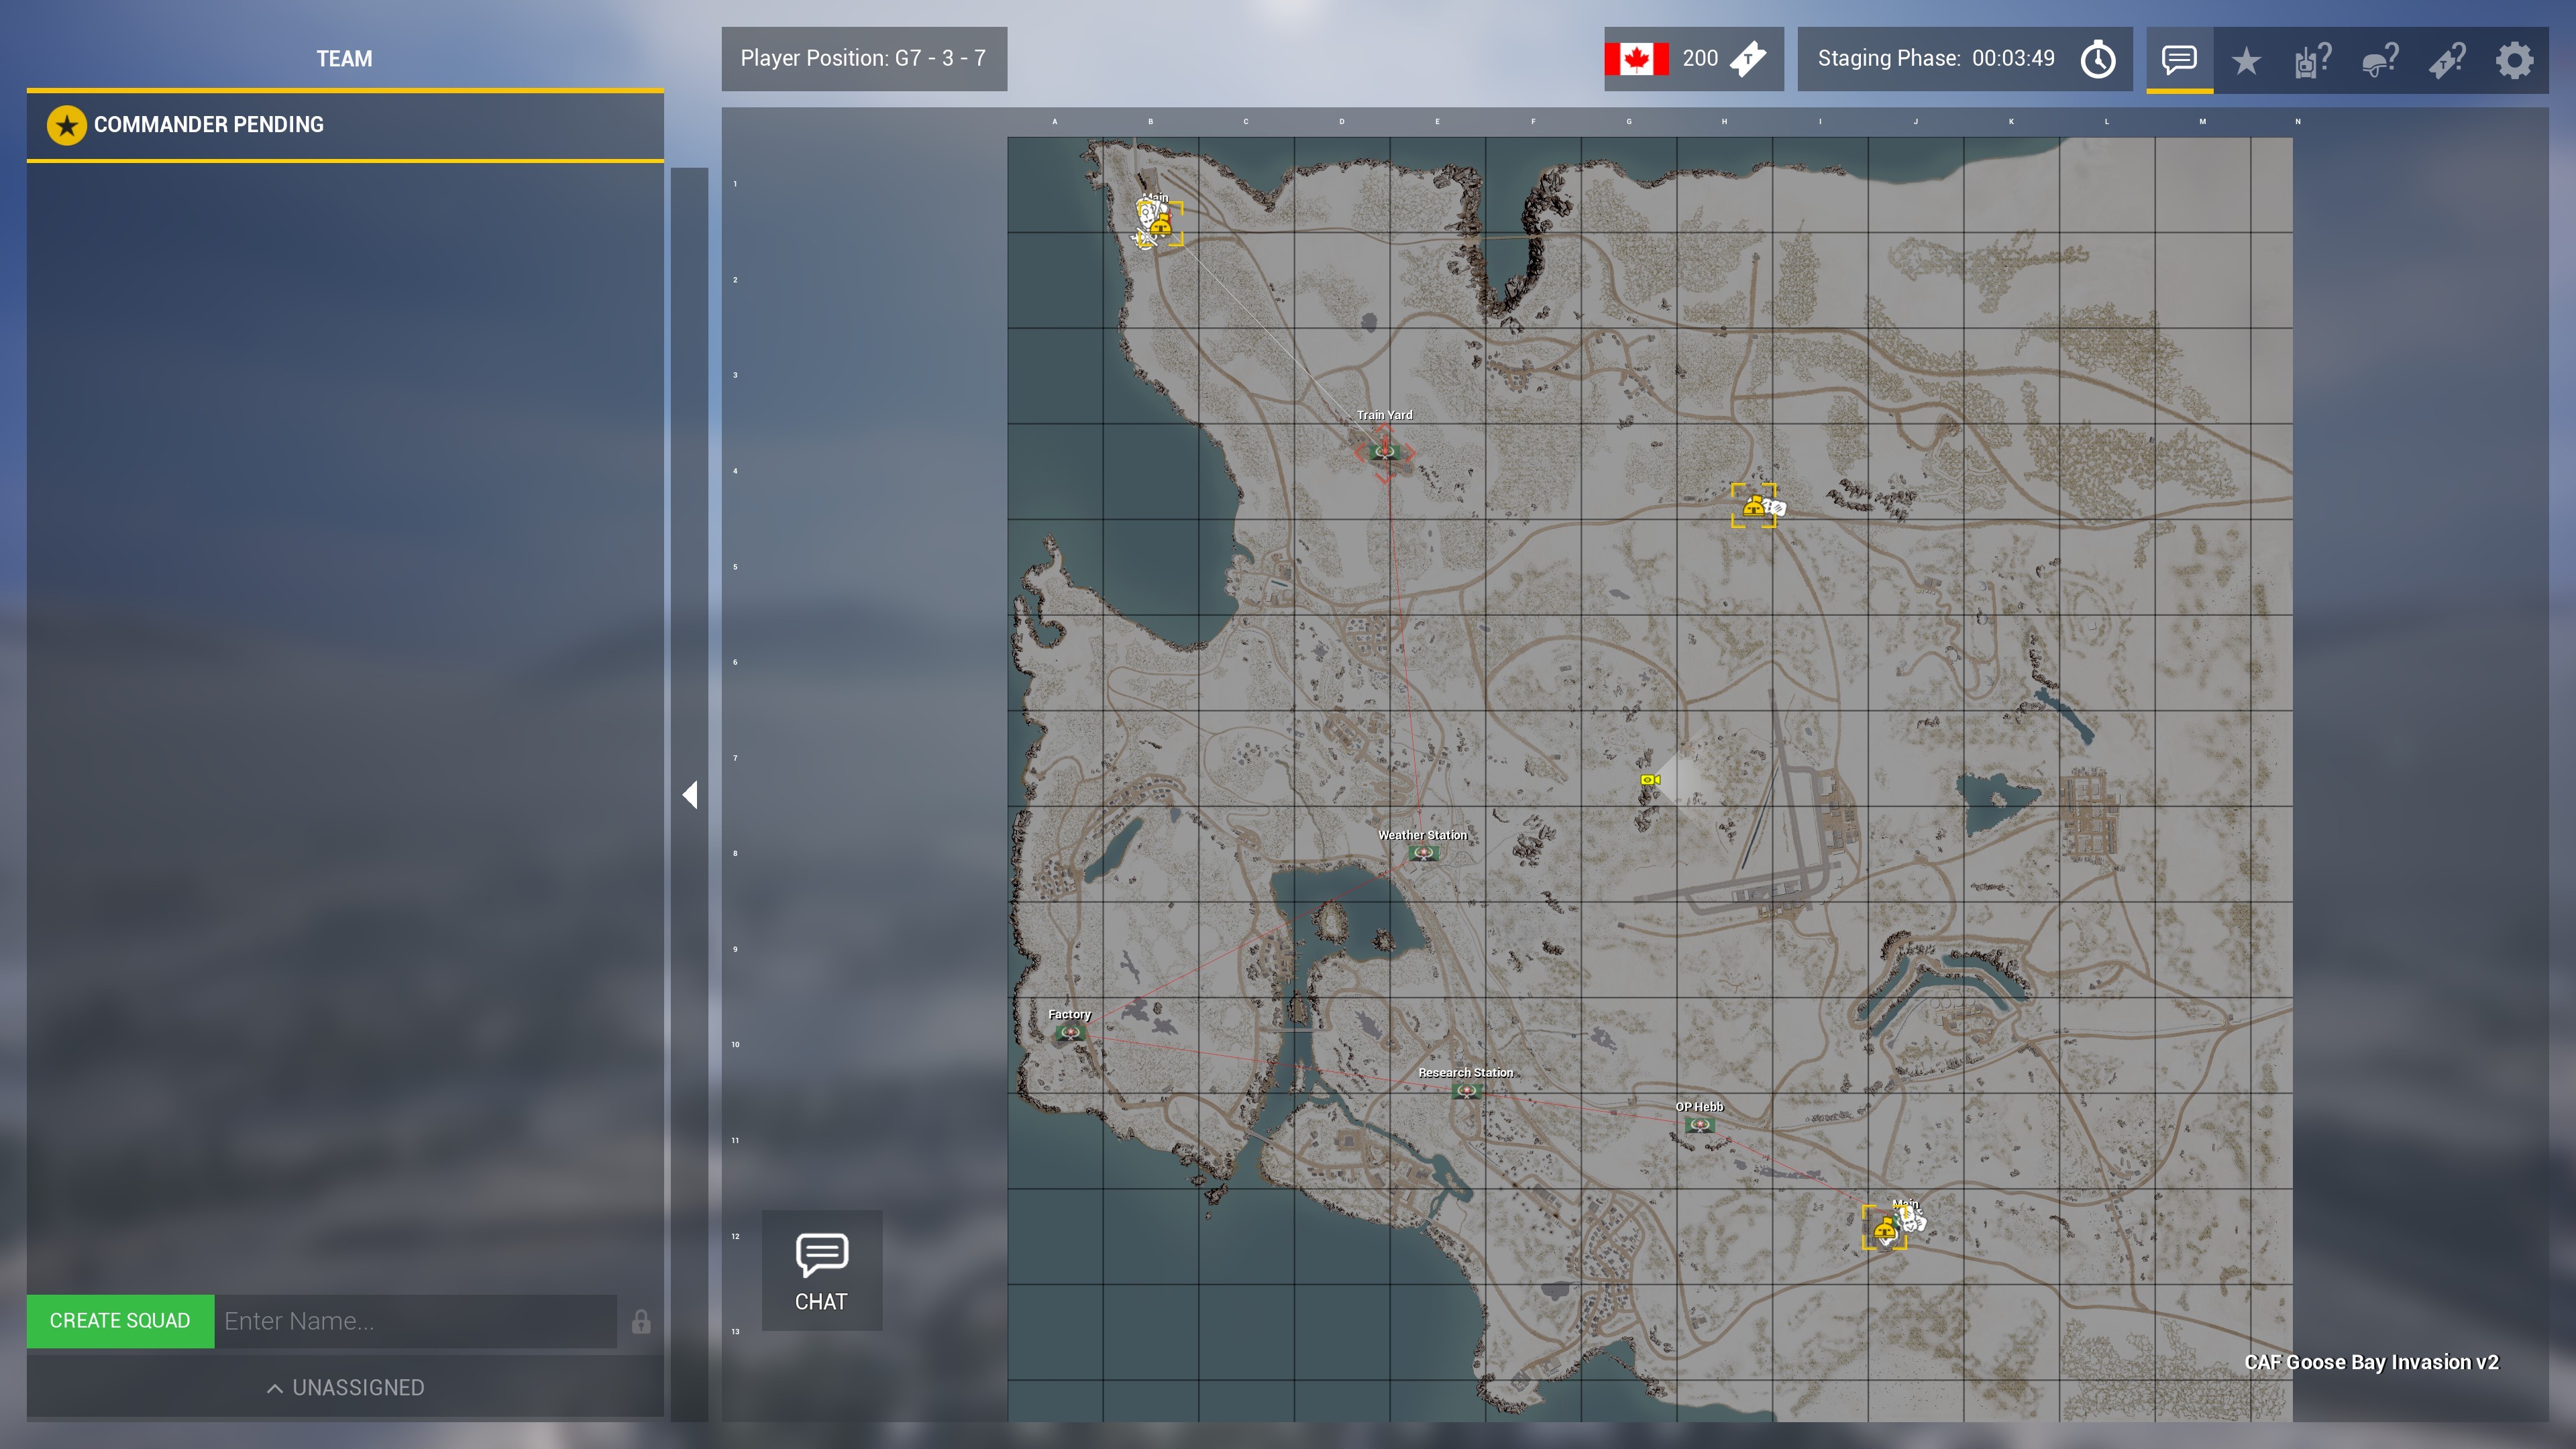 TEAM
Player Position: G7 - 3 - 7
200
T
Staging Phase: 00:03:49
?
?
T?
COMMANDER PENDING
A B C D E F G H I J K L M N
1
Main
2
3
Train Yard
4
5
6
7
Weather Station
8
9
Factory
10
Research Station
OP Hebb
11
Main
12
CHAT
13
CREATE SQUAD Enter Name...
CAF Goose Bay Invasion v2
UNASSIGNED